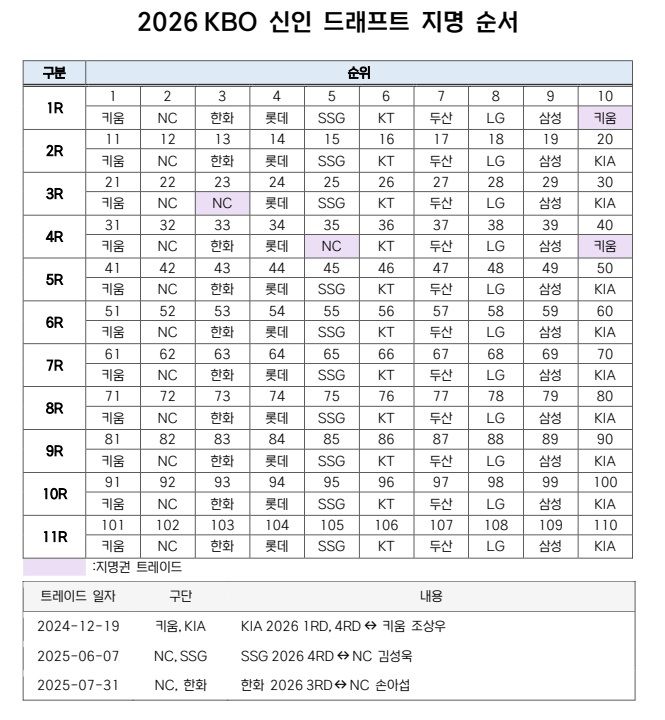 2026 KBO 신인 드래프트 지명 순서
구분 순위
1R 1 2 3 4 5 6 7 8 9 10
키움 NC 한화 롯데 SSG KT 두산 LG 삼성 키움
2R 11 12 13 14 15 16 17 18 19 20
키움 NC 한화 롯데 SSG KT 두산 LG 삼성 KIA
3R 21 22 23 24 25 26 27 28 29 30
키움 NC NC 롯데 SSG KT 두산 LG 삼성 KIA
4R 31 32 33 34 35 36 37 38 39 40
키움 NC 한화 롯데 NC KT 두산 LG 삼성 키움
5R 41 42 43 44 45 46 47 48 49 50
키움 NC 한화 롯데 SSG KT 두산 LG 삼성 KIA
6R 51 52 53 54 55 56 57 58 59 60
키움 NC 한화 롯데 SSG KT 두산 LG 삼성 KIA
7R 61 62 63 64 65 66 67 68 69 70
키움 NC 한화 롯데 SSG KT 두산 LG 삼성 KIA
8R 71 72 73 74 75 76 77 78 79 80
키움 NC 한화 롯데 SSG KT 두산 LG 삼성 KIA
9R 81 82 83 84 85 86 87 88 89 90
키움 NC 한화 롯데 SSG KT 두산 LG 삼성 KIA
10R 91 92 93 94 95 96 97 98 99 100
키움 NC 한화 롯데 SSG KT 두산 LG 삼성 KIA
11R 101 102 103 104 105 106 107 108 109 110
키움 NC 한화 롯데 SSG KT 두산 LG 삼성 KIA
:지명권 트레이드
트레이드 일자 구단 내용
2024-12-19 키움, KIA KIA 2026 1RD, 4RD ↔ 키움 조상우
2025-06-07 NC, SSG SSG 2026 4RD ↔ NC 김성욱
2025-07-31 NC, 한화 한화 2026 3RD ↔ NC 손아섭